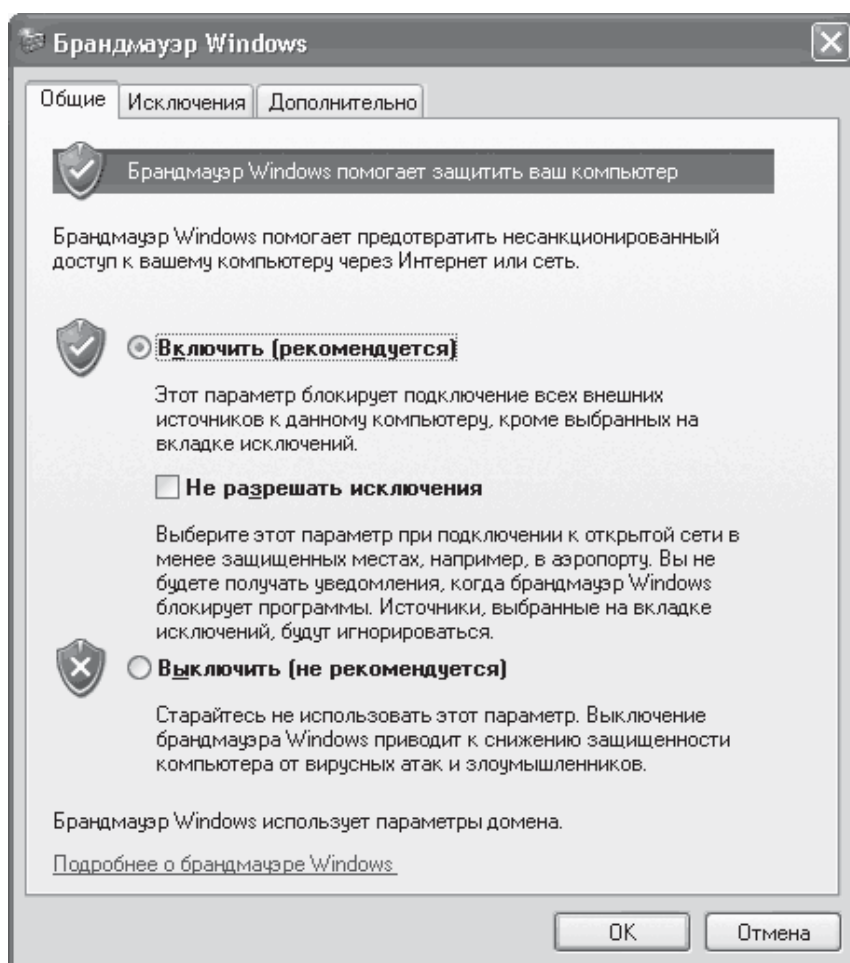 Брандмауэр Windows
Общие
Исключения
Дополнительно
Брандмауэр Windows помогает защитить ваш компьютер
Брандмауэр Windows помогает предотвратить несанкционированный
доступ к вашему компьютеру через Интернет или сеть.
Включить (рекомендуется)
Этот параметр блокирует подключение всех внешних
источников к данному компьютеру, кроме выбранных на
вкладке исключений.
Не разрешать исключения
Выберите этот параметр при подключении к открытой сети в
менее защищенных местах, например, в аэропорту. Вы не
будете получать уведомления, когда брандмауэр Windows
блокирует программы. Источники, выбранные на вкладке
исключений, будут игнорироваться.
Выключить (не рекомендуется)
Старайтесь не использовать этот параметр. Выключение
брандмауэра Windows приводит к снижению защищенности
компьютера от вирусных атак и злоумышленников.
Брандмауэр Windows использует параметры домена.
Подробнее о брандмауэре Windows
OK
Отмена